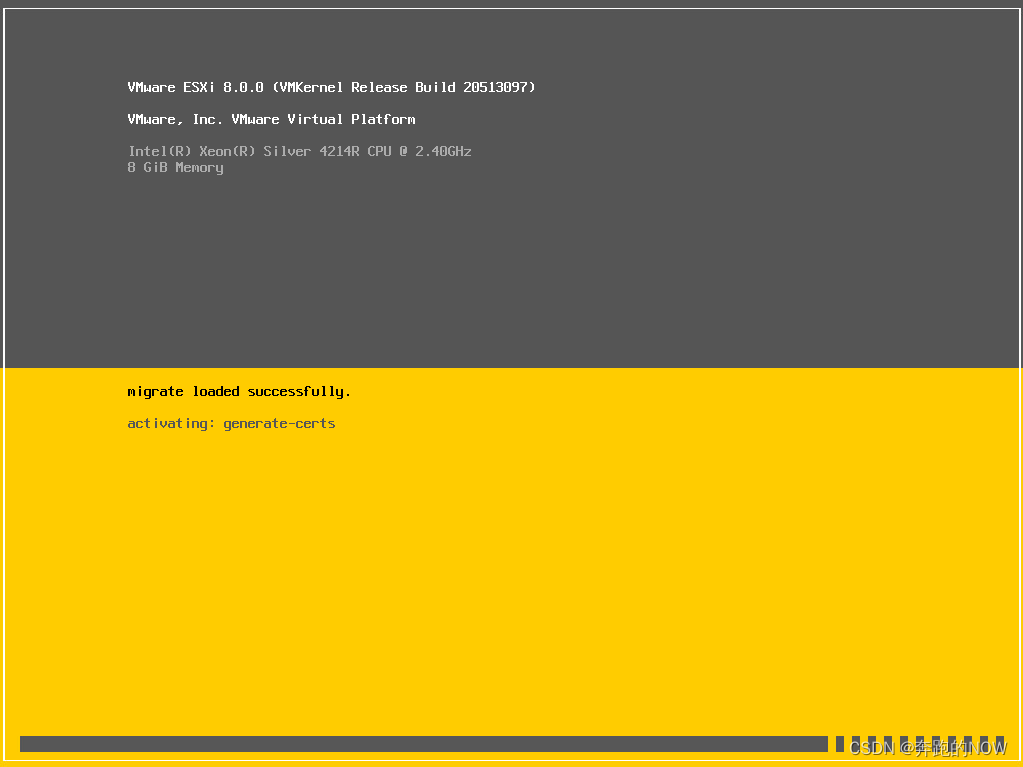 VMware ESXi 8.0.0 (VMKernel Release Build 20513097)
VMware, Inc. VMware Virtual Platform
Intel(R) Xeon(R) Silver 4214R CPU @ 2.40GHz
8 GiB Memory
migrate loaded successfully.
activating: generate-certs
CSDN @奔跑的NOW